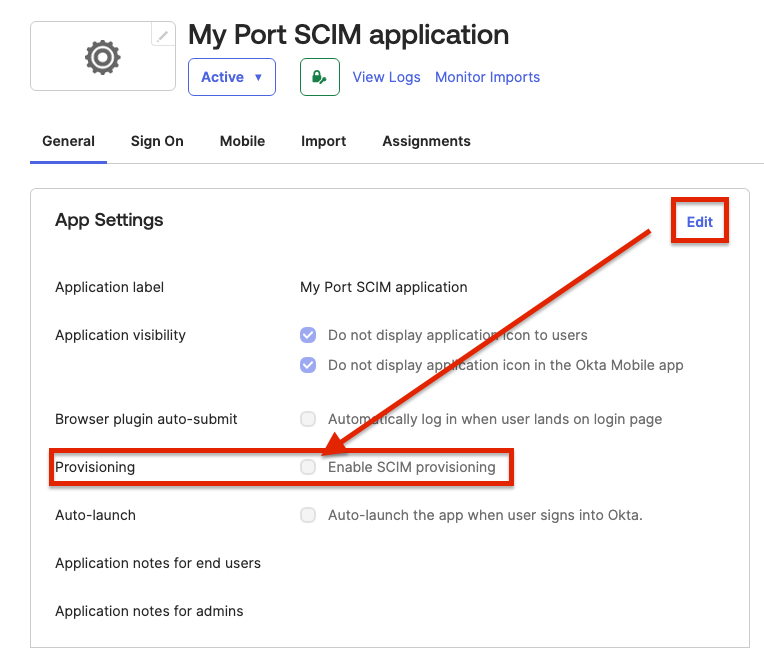 My Port SCIM application
Active ▼ View Logs Monitor Imports
General Sign On Mobile Import Assignments
App Settings Edit
Application label My Port SCIM application
Application visibility Do not display application icon to users
Do not display application icon in the Okta Mobile app
Browser plugin auto-submit Automatically log in when user lands on login page
Provisioning Enable SCIM provisioning
Auto-launch Auto-launch the app when user signs into Okta.
Application notes for end users
Application notes for admins